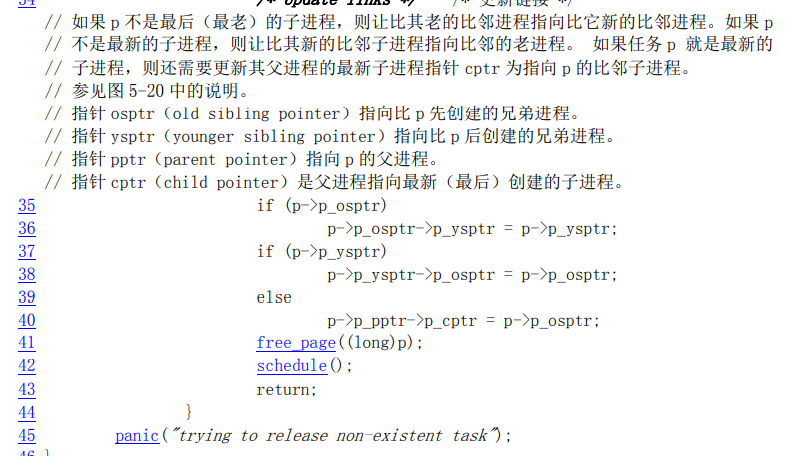 34 /* Update links */ /* 更新链接 */
// 如果 p 不是最后（最老）的子进程，则让比其老的比邻进程指向比它新的比邻进程。如果 p
// 不是最新的子进程，则让比其新的比邻子进程指向比邻的老进程。 如果任务 p 就是最新的
// 子进程，则还需要更新其父进程的最新子进程指针 cptr 为指向 p 的比邻子进程。
// 参见图 5-20 中的说明。
// 指针 osptr（old sibling pointer）指向比 p 先创建的兄弟进程。
// 指针 ysptr（younger sibling pointer）指向比 p 后创建的兄弟进程。
// 指针 pptr（parent pointer）指向 p 的父进程。
// 指针 cptr（child pointer）是父进程指向最新（最后）创建的子进程。
35 if (p->p_osptr)
36 p->p_osptr->p_ysptr = p->p_ysptr;
37 if (p->p_ysptr)
38 p->p_ysptr->p_osptr = p->p_osptr;
39 else
40 p->p_pptr->p_cptr = p->p_osptr;
41 free_page((long)p);
42 schedule();
43 return;
44 }
45 panic("trying to release non-existent task");
46 }